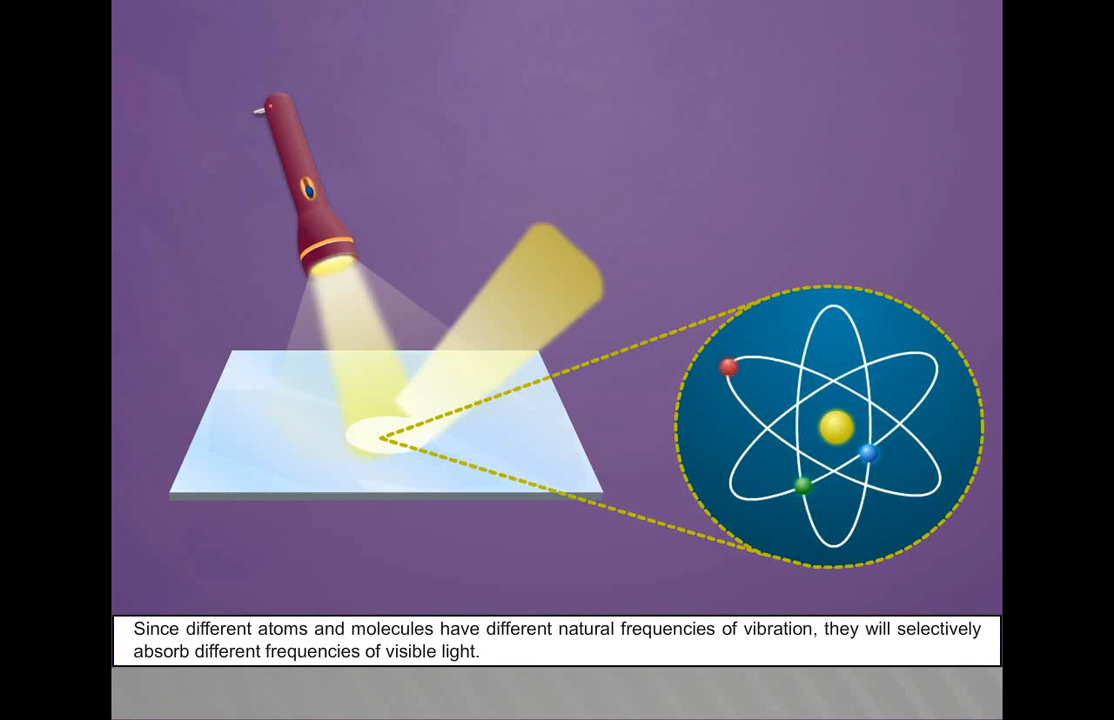 Since different atoms and molecules have different natural frequencies of vibration, they will selectively
absorb different frequencies of visible light.